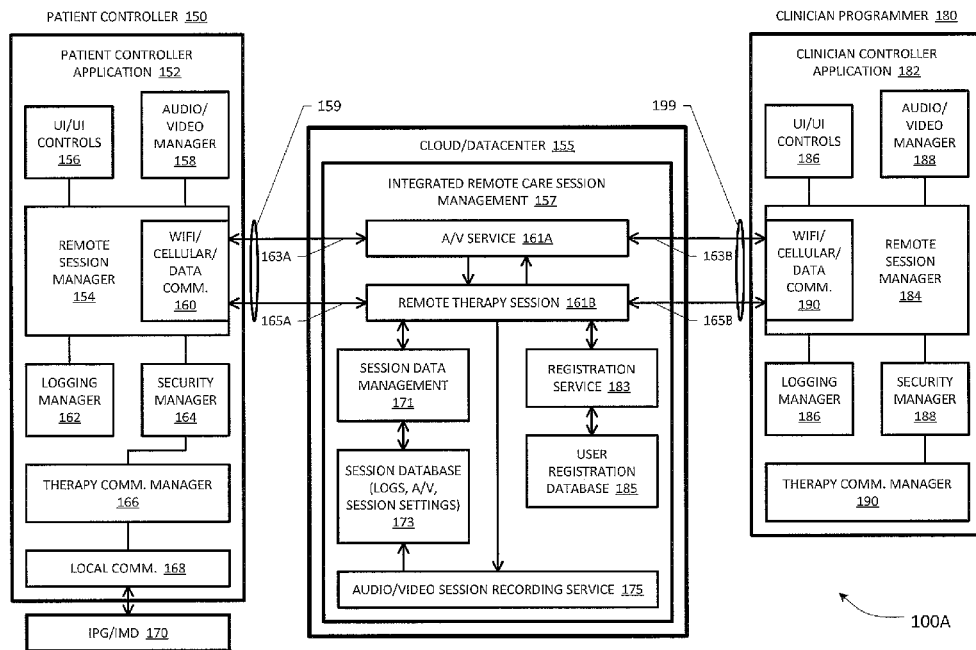 PATIENT CONTROLLER 150
PATIENT CONTROLLER
APPLICATION 152
UI/UI
CONTROLS
156
AUDIO/
VIDEO
MANAGER
158
REMOTE
SESSION
MANAGER
154
WIFI/
CELLULAR/
DATA
COMM.
160
LOGGING
MANAGER
162
SECURITY
MANAGER
164
THERAPY COMM. MANAGER
166
LOCAL COMM. 168
IPG/IMD 170
159
163A
165A
CLOUD/DATACENTER 155
INTEGRATED REMOTE CARE SESSION
MANAGEMENT 157
A/V SERVICE 161A
REMOTE THERAPY SESSION 161B
SESSION DATA
MANAGEMENT
171
REGISTRATION
SERVICE 183
SESSION DATABASE
(LOGS, A/V,
SESSION SETTINGS)
173
USER
REGISTRATION
DATABASE 185
AUDIO/VIDEO SESSION RECORDING SERVICE 175
199
163B
165B
CLINICIAN PROGRAMMER 180
CLINICIAN CONTROLLER
APPLICATION 182
UI/UI
CONTROLS
186
AUDIO/
VIDEO
MANAGER
188
WIFI/
CELLULAR/
DATA
COMM.
190
REMOTE
SESSION
MANAGER
184
LOGGING
MANAGER
186
SECURITY
MANAGER
188
THERAPY COMM. MANAGER
190
100A